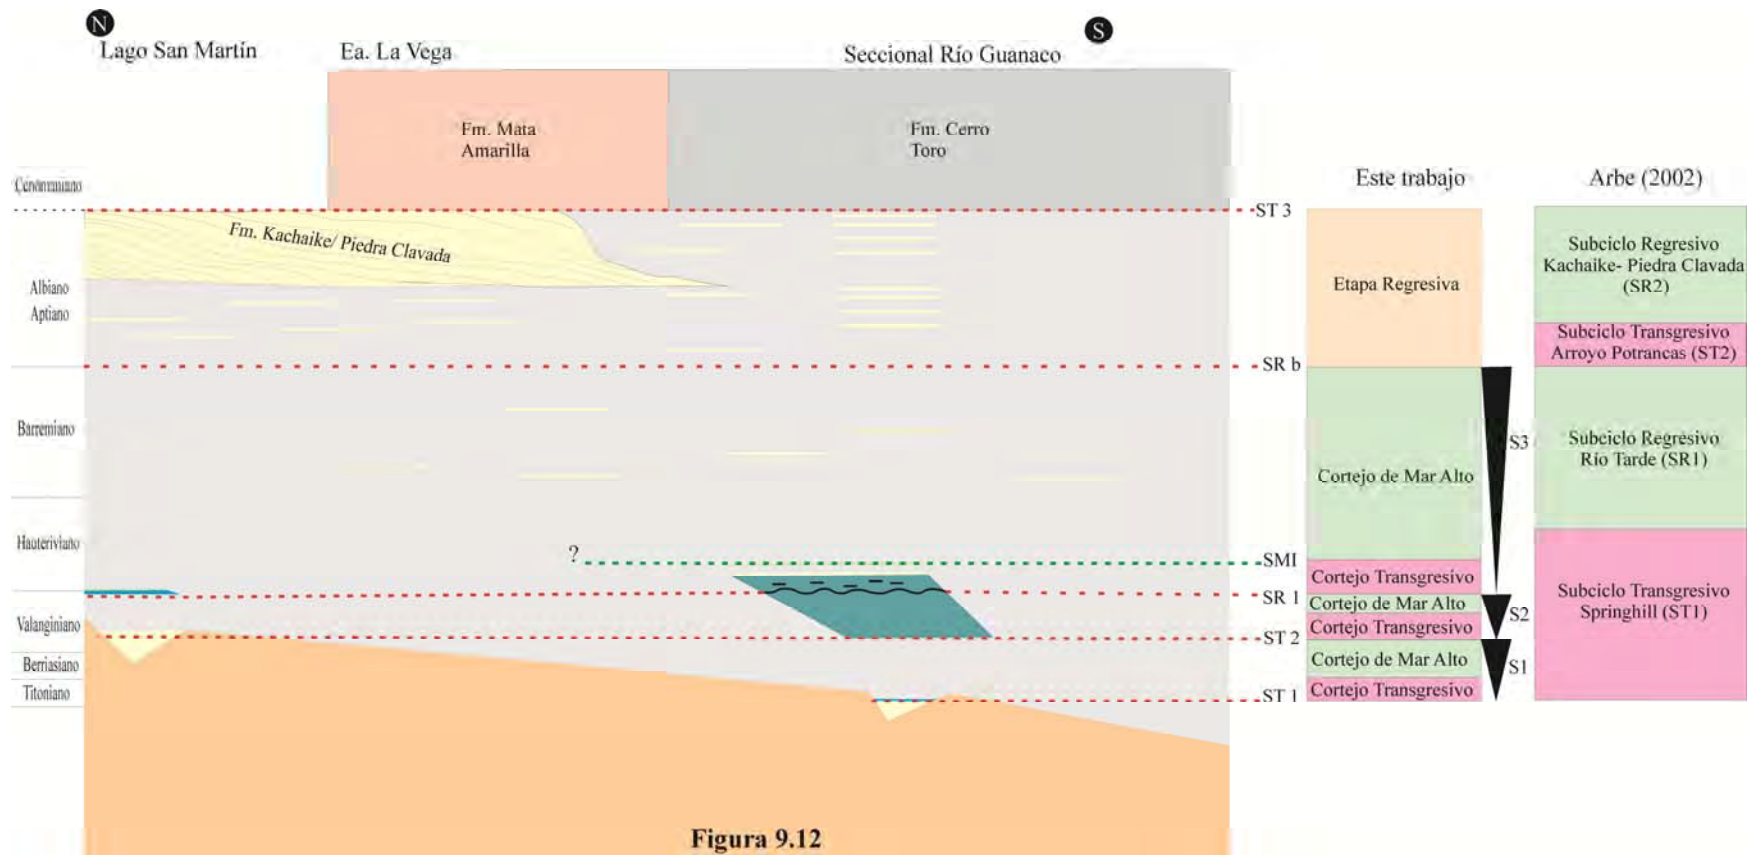 N
S
Lago San Martín
Ea. La Vega
Seccional Río Guanaco
Fm. Mata
Amarilla
Fm. Cerro
Toro
Cenomaniano
Albiano
Aptiano
Barremiano
Hauteriviano
Valanginiano
Berriasiano
Titoniano
Fm. Kachaike/ Piedra Clavada
?
ST 3
SR b
SMI
SR 1
ST 2
ST 1
Este trabajo
Etapa Regresiva
Cortejo de Mar Alto
Cortejo Transgresivo
Cortejo de Mar Alto
Cortejo Transgresivo
Cortejo de Mar Alto
Cortejo Transgresivo
S3
S2
S1
Arbe (2002)
Subciclo Regresivo
Kachaike- Piedra Clavada
(SR2)
Subciclo Transgresivo
Arroyo Potrancas (ST2)
Subciclo Regresivo
Río Tarde (SR1)
Subciclo Transgresivo
Springhill (ST1)
Figura 9.12